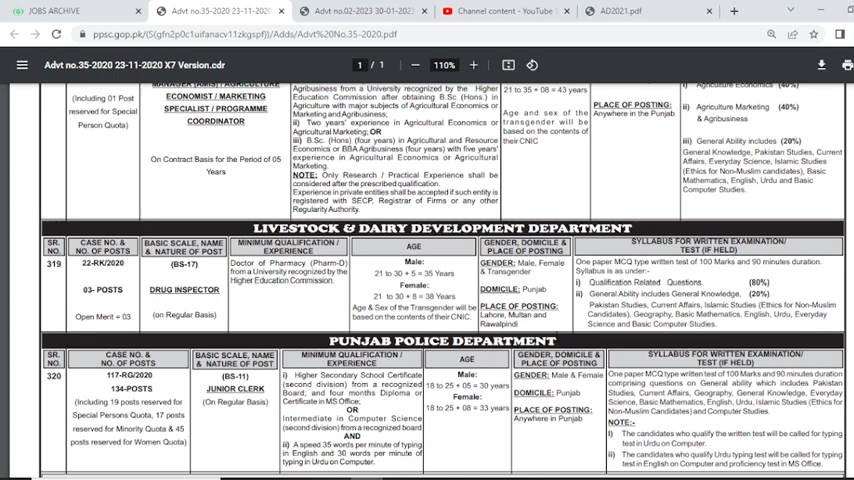 JOBS ARCHIVE
Advt no.35-2020 23-11-2020
Advt no.02-2023 30-01-2023
Channel content - YouTube
AD2021.pdf
ppsc.gop.pk/(S(gfn2p0c1uifanacv11zkgspf))/Adds/Advt%20No.35-2020.pdf
Advt no.35-2020 23-11-2020 X7 Version.cdr
1 / 1
110%
(Including 01 Post
reserved for Special
Person Quota)
MANAGER (AMIS) / AGRICULTURE
ECONOMIST / MARKETING
SPECIALIST / PROGRAMME
COORDINATOR
On Contract Basis for the Period of 05
Years
Agribusiness from a University recognized by the Higher
Education Commission after obtaining B.Sc (Hons.) in
Agriculture with major subjects of Agricultural Economics or
Marketing and Agribusiness;
ii) Two years' experience in Agricultural Economics or
Agricultural Marketing; OR
iii) B.Sc. (Hons) (four years) in Agricultural and Resource
Economics or BBA Agribusiness (four years) with five years'
experience in Agricultural Economics or Agricultural
Marketing.
NOTE: Only Research / Practical Experience shall be
considered after the prescribed qualification.
Experience in private entities shall be accepted if such entity is
registered with SECP, Registrar of Firms or any other
Regularity Authority.
21 to 35 + 08 = 43 years
Age and sex of the
transgender will be
based on the contents of
their CNIC
PLACE OF POSTING:
Anywhere in the Punjab
i) Agriculture Economics (40%)
ii) Agriculture Marketing (40%)
& Agribusiness
iii) General Ability includes (20%)
General Knowledge, Pakistan Studies, Current
Affairs, Everyday Science, Islamic Studies
(Ethics for Non-Muslim candidates), Basic
Mathematics, English, Urdu and Basic
Computer Studies.
LIVESTOCK & DAIRY DEVELOPMENT DEPARTMENT
SR.
NO.
CASE NO. &
NO. OF POSTS
BASIC SCALE, NAME
& NATURE OF POST
MINIMUM QUALIFICATION /
EXPERIENCE
AGE
GENDER, DOMICILE &
PLACE OF POSTING
SYLLABUS FOR WRITTEN EXAMINATION/
TEST (IF HELD)
319
22-RK/2020
03- POSTS
Open Merit = 03
(BS-17)
DRUG INSPECTOR
(on Regular Basis)
Doctor of Pharmacy (Pharm-D)
from a University recognized by the
Higher Education Commission.
Male:
21 to 30 + 5 = 35 Years
Female:
21 to 30 + 8 = 38 Years
Age & Sex of the Transgender will be
based on the contents of their CNIC.
GENDER: Male, Female
& Transgender
DOMICILE: Punjab
PLACE OF POSTING:
Lahore, Multan and
Rawalpindi
One paper MCQ type written test of 100 Marks and 90 minutes duration.
Syllabus is as under:-
i) Qualification Related Questions. (80%)
ii) General Ability includes General Knowledge, (20%)
Pakistan Studies, Current Affairs, Islamic Studies (Ethics for Non-Muslim
Candidates), Geography, Basic Mathematics, English, Urdu, Everyday
Science and Basic Computer Studies.
PUNJAB POLICE DEPARTMENT
SR.
NO.
CASE NO. &
NO. OF POSTS
BASIC SCALE, NAME
& NATURE OF POST
MINIMUM QUALIFICATION /
EXPERIENCE
AGE
GENDER, DOMICILE &
PLACE OF POSTING
SYLLABUS FOR WRITTEN EXAMINATION/
TEST (IF HELD)
320
117-RG/2020
134-POSTS
(Including 19 posts reserved for
Special Persons Quota, 17 posts
reserved for Minority Quota & 45
posts reserved for Women Quota)
(BS-11)
JUNIOR CLERK
(On Regular Basis)
i) Higher Secondary School Certificate
(second division) from a recognized
Board; and four months Diploma or
Certificate in MS Office;
OR
Intermediate in Computer Science
(second division) from a recognized board
AND
ii) A speed 35 words per minute of typing
in English and 30 words per minute of
typing in Urdu on Computer.
Male:
18 to 25 + 05 = 30 years
Female:
18 to 25 + 08 = 33 years
GENDER: Male & Female
DOMICILE: Punjab
PLACE OF POSTING:
Anywhere in Punjab
One paper MCQ type written test of 100 Marks and 90 minute duration
comprising questions on General ability which includes Pakistan
Studies, Current Affairs, Geography, General Knowledge, Everyday
Science, Basic Mathematics, English, Urdu, Islamic Studies (Ethics for
Non-Muslim Candidates) and Computer Studies.
NOTE:-
i) The candidates who qualify the written test will be called for typing
test in Urdu on Computer.
ii) The candidates who qualify Urdu typing test will be called for typing
test in English on Computer and proficiency test in MS Office.